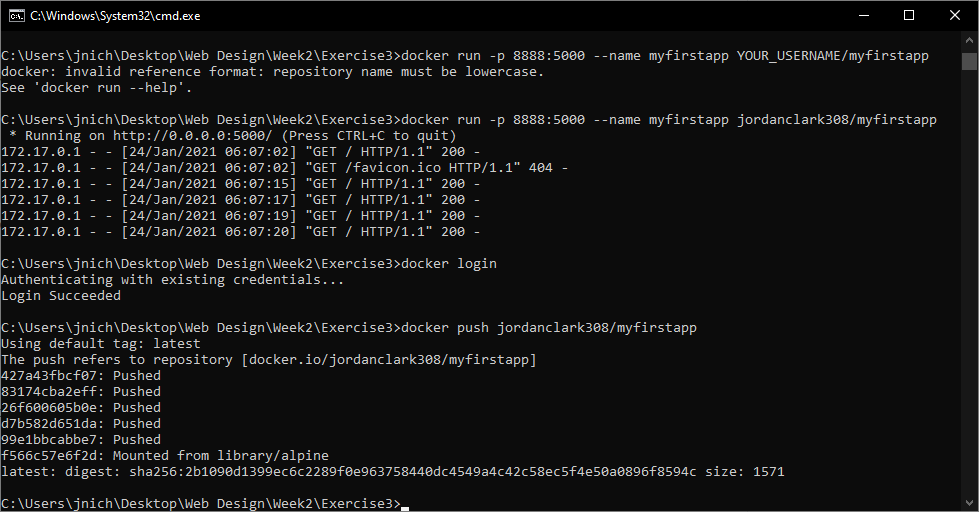 C:\Windows\System32\cmd.exe
C:\Users\jnich\Desktop\Web Design\Week2\Exercise3>docker run -p 8888:5000 --name myfirstapp YOUR_USERNAME/myfirstapp
docker: invalid reference format: repository name must be lowercase.
See 'docker run --help'.
C:\Users\jnich\Desktop\Web Design\Week2\Exercise3>docker run -p 8888:5000 --name myfirstapp jordanclark308/myfirstapp
 * Running on http://0.0.0.0:5000/ (Press CTRL+C to quit)
172.17.0.1 - - [24/Jan/2021 06:07:02] "GET / HTTP/1.1" 200 -
172.17.0.1 - - [24/Jan/2021 06:07:02] "GET /favicon.ico HTTP/1.1" 404 -
172.17.0.1 - - [24/Jan/2021 06:07:15] "GET / HTTP/1.1" 200 -
172.17.0.1 - - [24/Jan/2021 06:07:17] "GET / HTTP/1.1" 200 -
172.17.0.1 - - [24/Jan/2021 06:07:19] "GET / HTTP/1.1" 200 -
172.17.0.1 - - [24/Jan/2021 06:07:20] "GET / HTTP/1.1" 200 -
C:\Users\jnich\Desktop\Web Design\Week2\Exercise3>docker login
Authenticating with existing credentials...
Login Succeeded
C:\Users\jnich\Desktop\Web Design\Week2\Exercise3>docker push jordanclark308/myfirstapp
Using default tag: latest
The push refers to repository [docker.io/jordanclark308/myfirstapp]
427a43fbcf07: Pushed
83174cba2eff: Pushed
26f600605b0e: Pushed
d7b582d651da: Pushed
99e1bbcabbe7: Pushed
f566c57e6f2d: Mounted from library/alpine
latest: digest: sha256:2b1090d1399ec6c2289f0e963758440dc4549a4c42c58ec5f4e50a0896f8594c size: 1571
C:\Users\jnich\Desktop\Web Design\Week2\Exercise3>